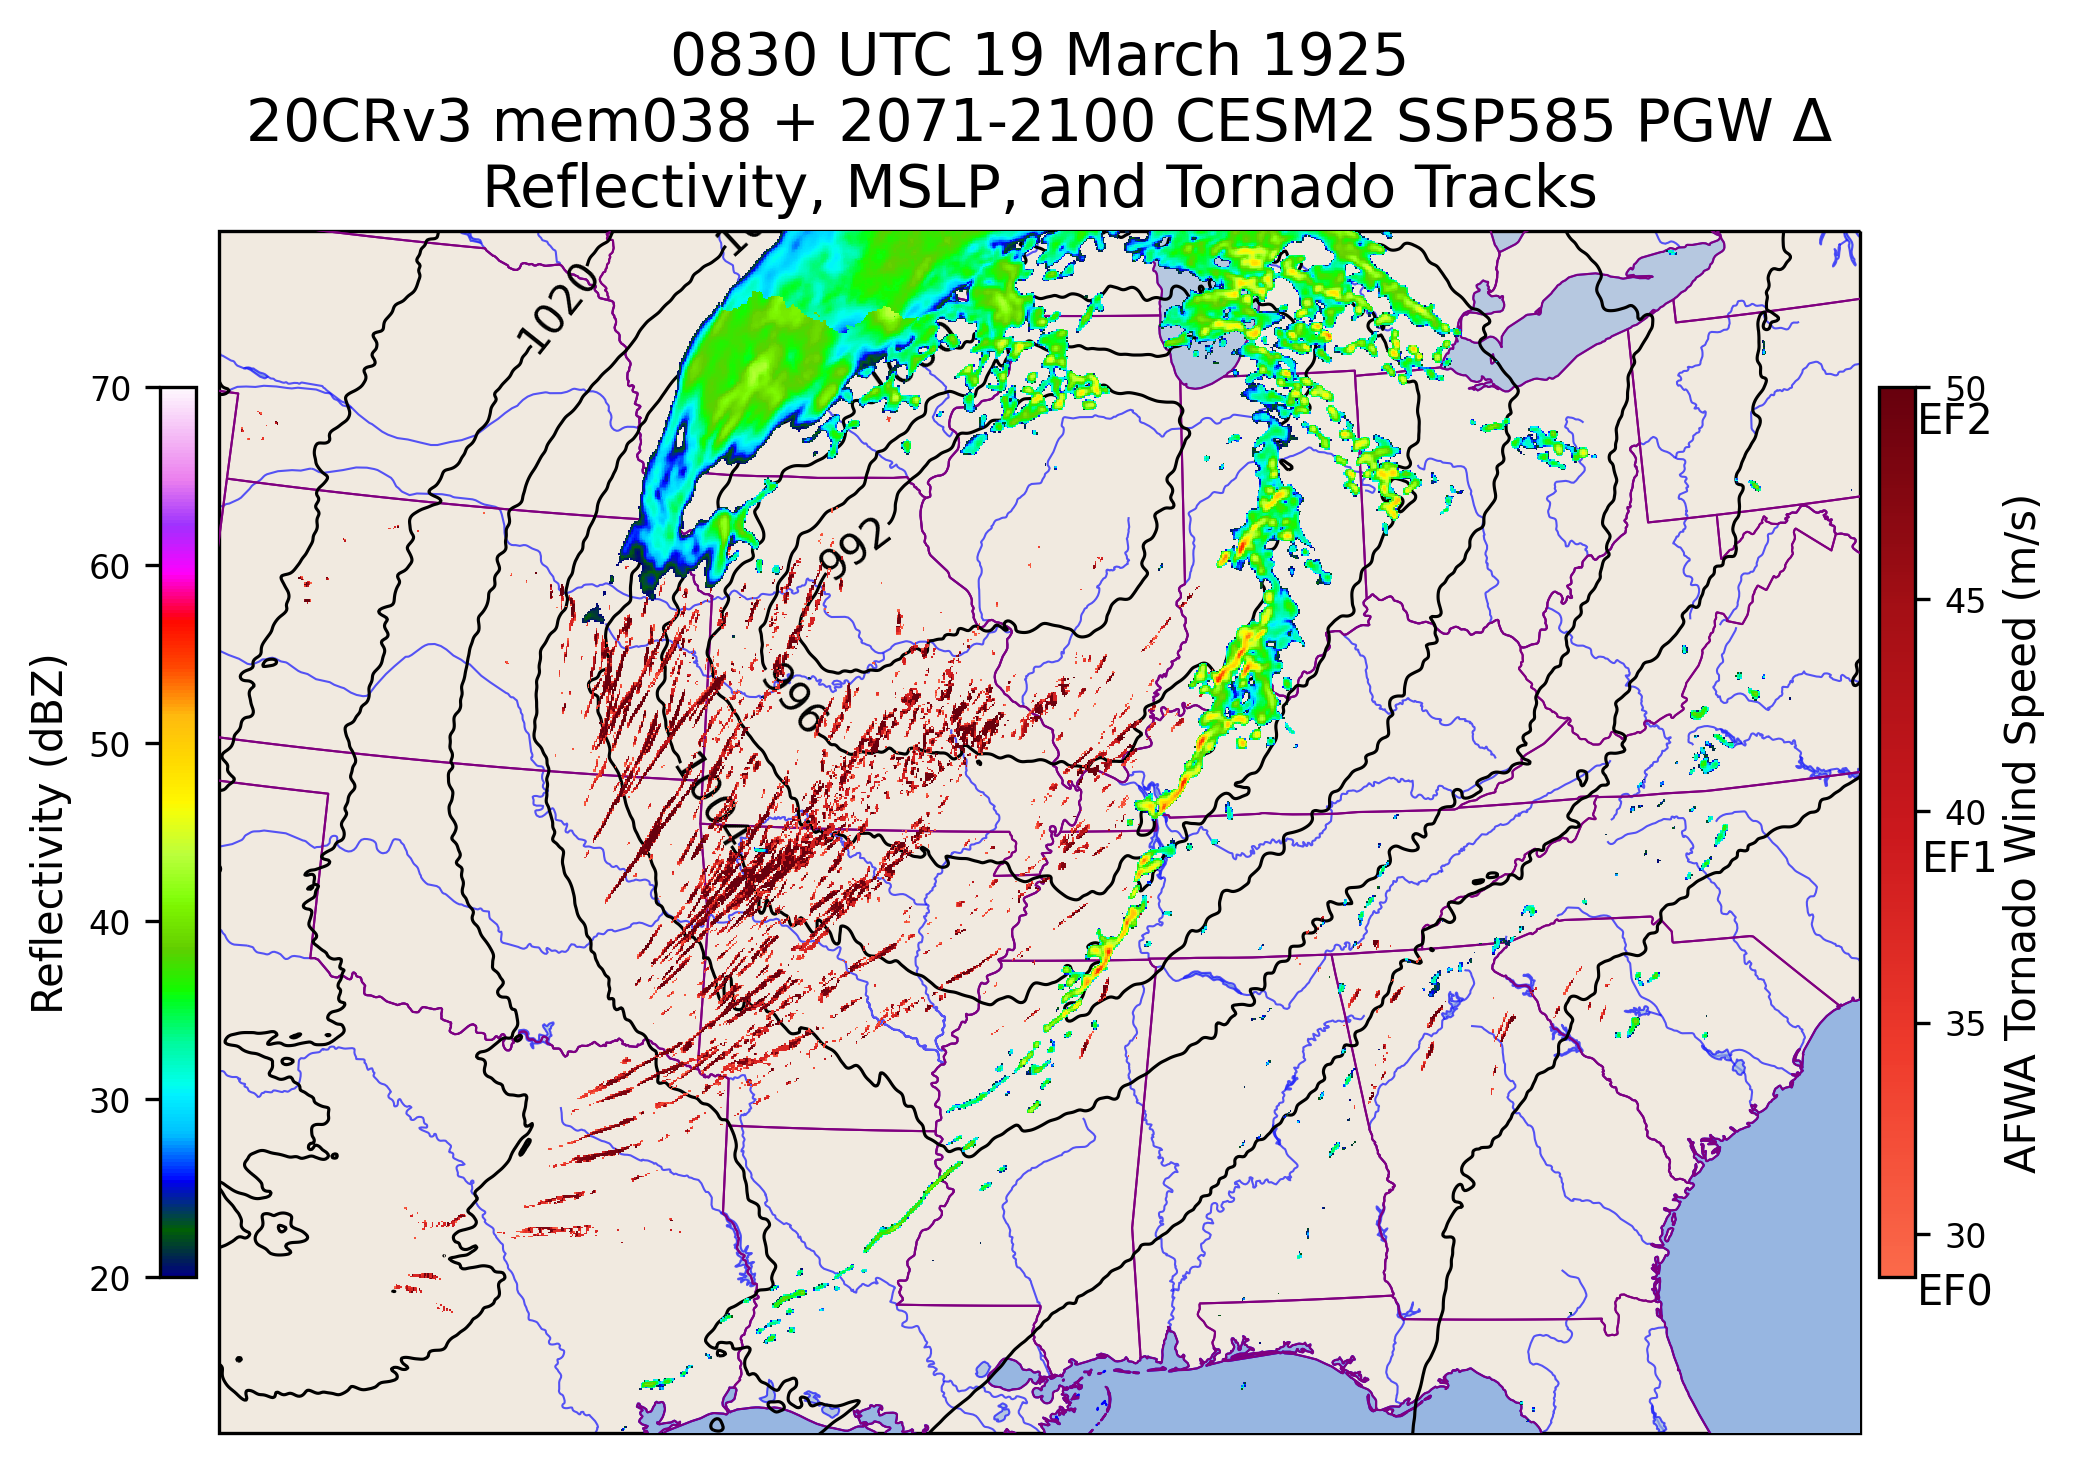 0830 UTC 19 March 1925
20CRv3 mem038 + 2071-2100 CESM2 SSP585 PGW Δ
Reflectivity, MSLP, and Tornado Tracks
Reflectivity (dBZ)
70
60
50
40
30
20
1020
992
996
1004
50
EF2
45
40
EF1
35
30
EF0
AFWA Tornado Wind Speed (m/s)